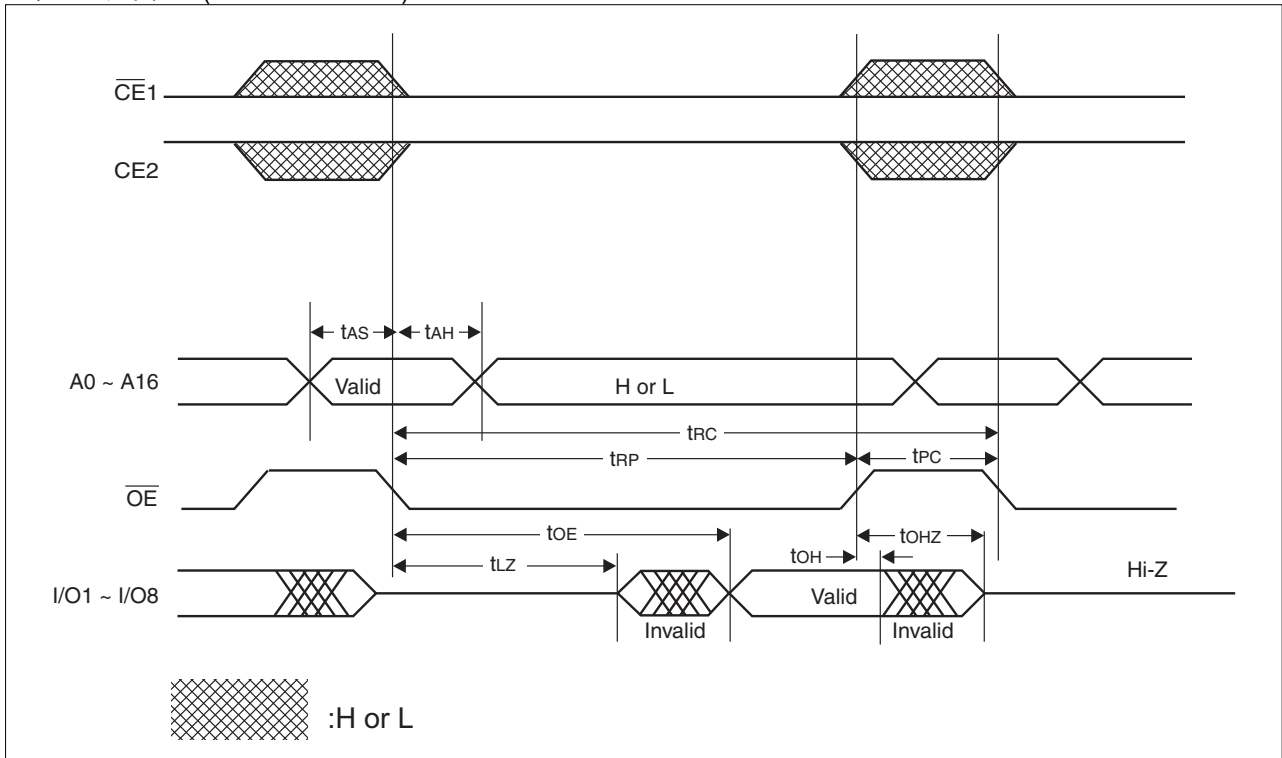 CE1
CE2
tAS
tAH
A0 ~ A16
Valid
H or L
tRC
tRP
tPC
OE
tOE
tOHZ
tLZ
tOH
Hi-Z
I/O1 ~ I/O8
Valid
Invalid
Invalid
:H or L